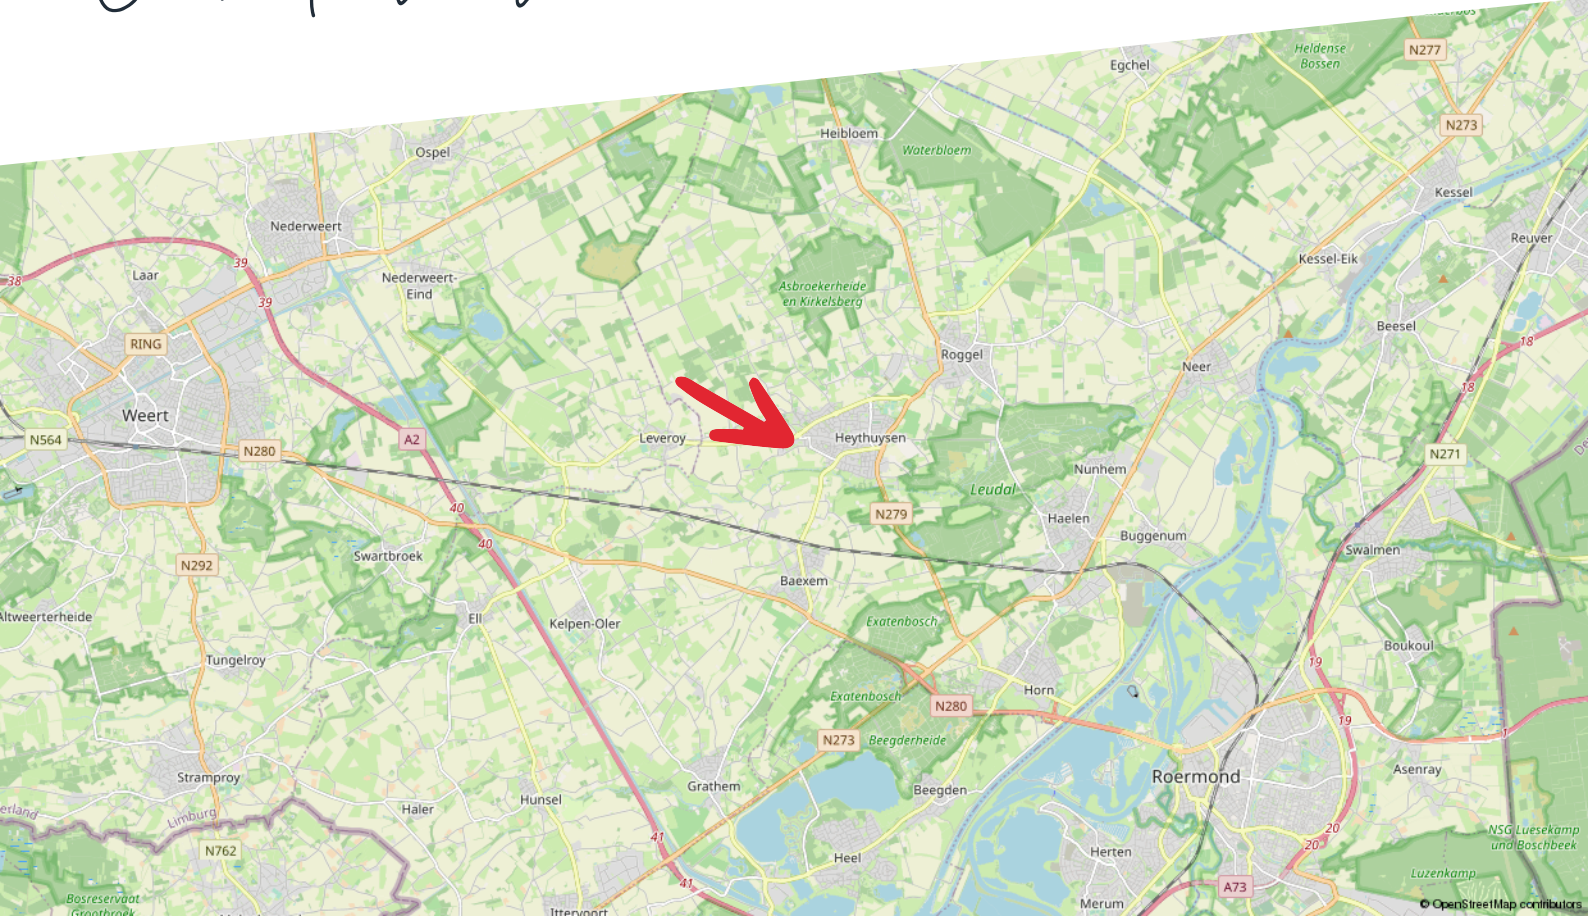 N277
Heldense
Bossen
Egchel
N273
Heibloem
Waterbloem
Ospel
Kessel
Nederweert
Reuver
38
39
Laar
Nederweert-
Eind
Kessel-Eik
39
Asbroekerheide
en Kirkelsberg
Beesel
RING
18
Roggel
Neer
18
Weert
N564
A2
Leveroy
Heythuysen
N280
N271
Nunhem
Leudal
40
N279
Haelen
40
Buggenum
Swartbroek
Swalmen
N292
Baexem
Altweerterheide
Ell
Kelpen-Oler
Exatenbosch
Boukoul
Tungelroy
19
Horn
Exatenbosch
N280
19
1
N273
Beegderheide
Stramproy
Roermond
Asenray
Grathem
Beegden
Hunsel
Haler
erland
Limburg
20
NSG Luesekamp
und Boschbeek
41
20
N762
Heel
Herten
Luzenkamp
41
A73
Bosreservaat
Grootbroek
Ittervoort
Merum
© OpenStreetMap contributors